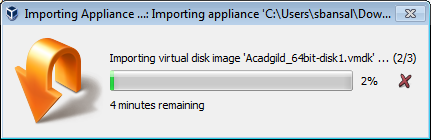 Importing Appliance ...: Importing appliance 'C:\Users\sbansal\Dow...
Importing virtual disk image 'Acadgild_64bit-disk1.vmdk' ... (2/3)
2%
4 minutes remaining